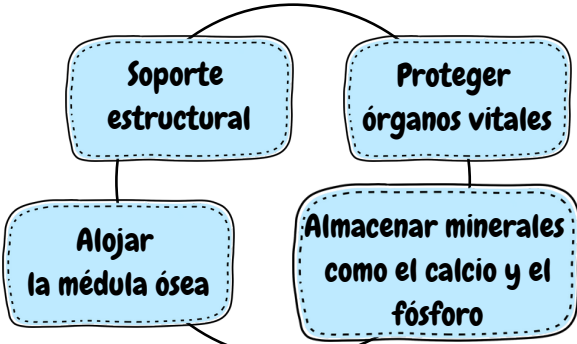 Soporte
estructural
Proteger
órganos vitales
Alojar
la médula ósea
Almacenar minerales
como el calcio y el
fósforo